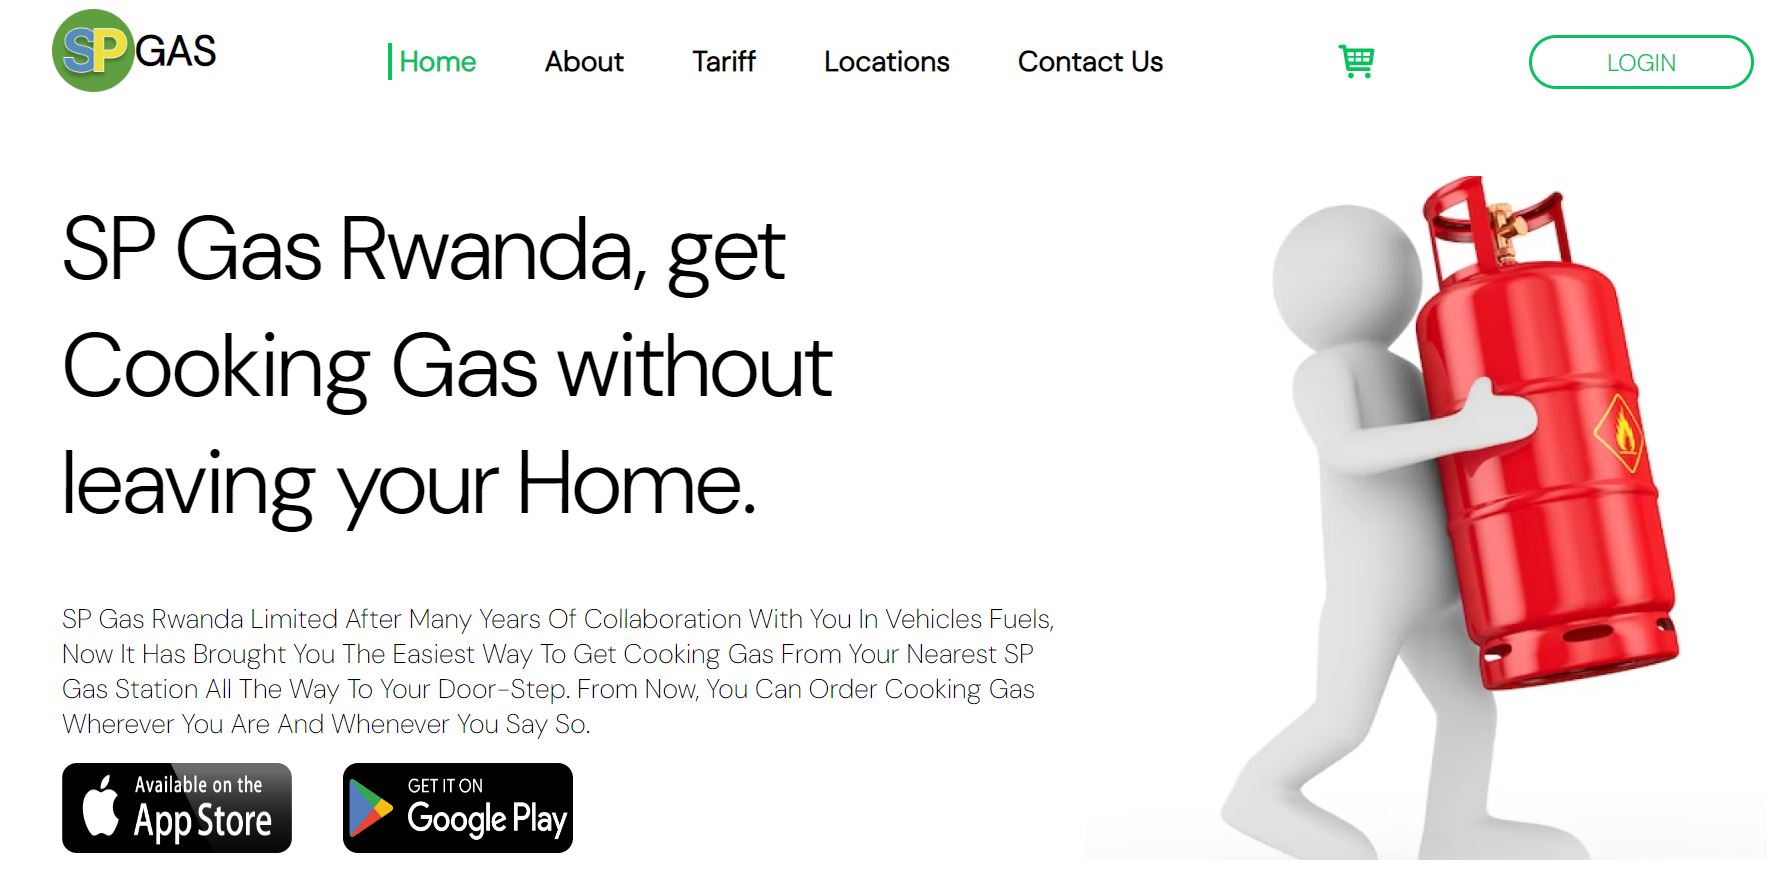 SP GAS
Home About Tariff Locations Contact Us LOGIN
SP Gas Rwanda, get
Cooking Gas without
leaving your Home.
SP Gas Rwanda Limited After Many Years Of Collaboration With You In Vehicles Fuels,
Now It Has Brought You The Easiest Way To Get Cooking Gas From Your Nearest SP
Gas Station All The Way To Your Door-Step. From Now, You Can Order Cooking Gas
Wherever You Are And Whenever You Say So.
Available on the
App Store
GET IT ON
Google Play